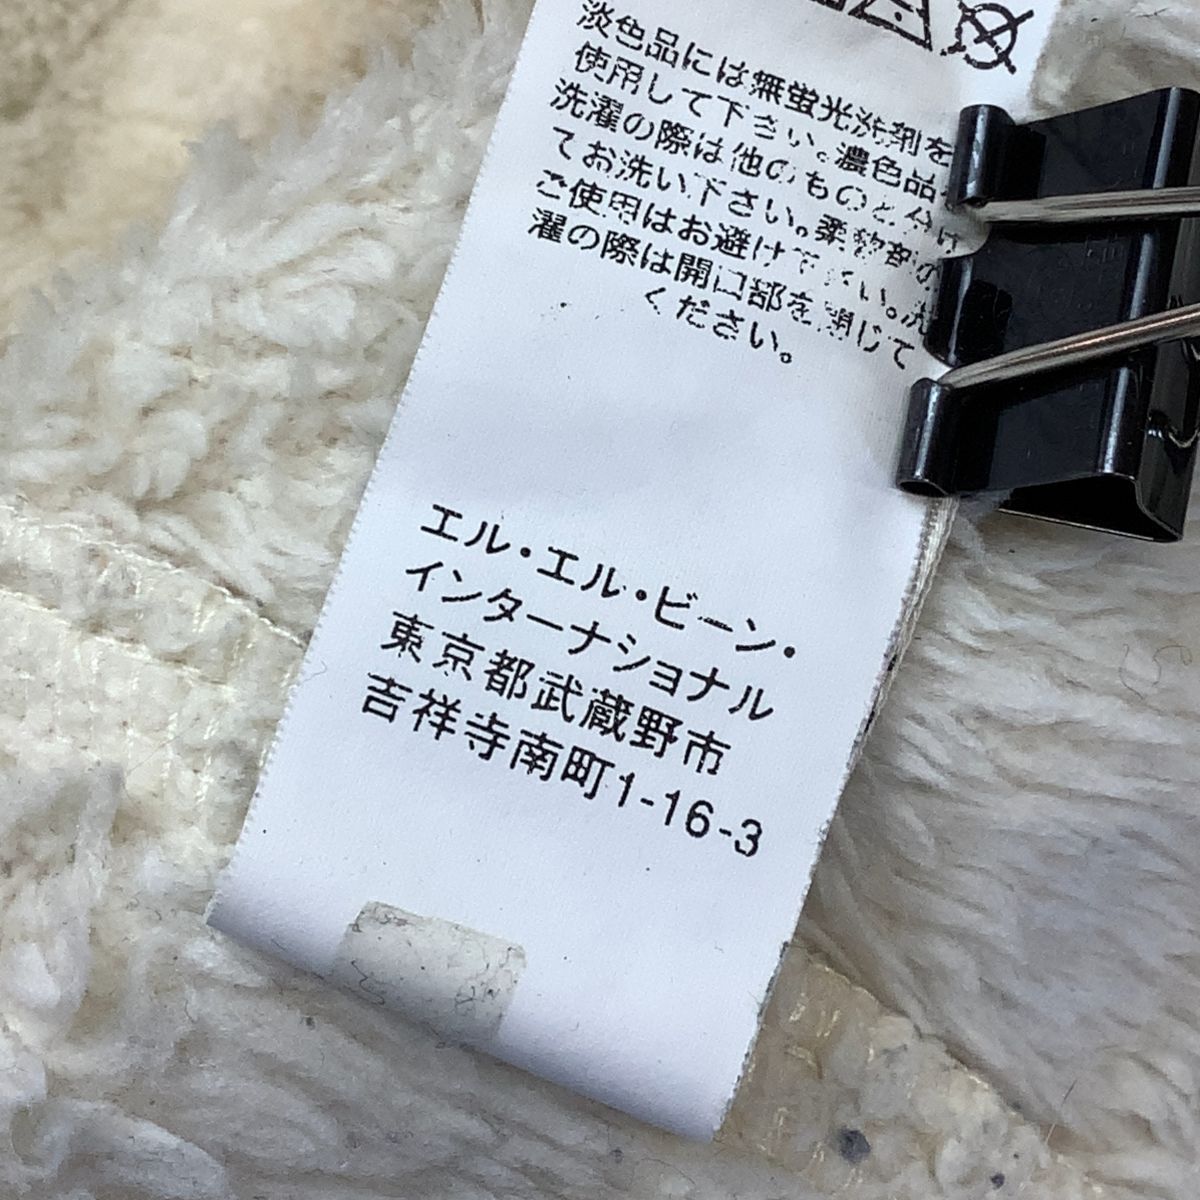 淡色品には無蛍光洗剤を
使用して下さい。濃色品
洗濯の際は他のものと分け
てお洗い下さい。柔軟剤の
ご使用はお避け下さい。洗
濯の際は開口部を閉じて
ください。
エル・エル・ビーン・
インターナショナル
東京都武蔵野市
吉祥寺南町1-16-3